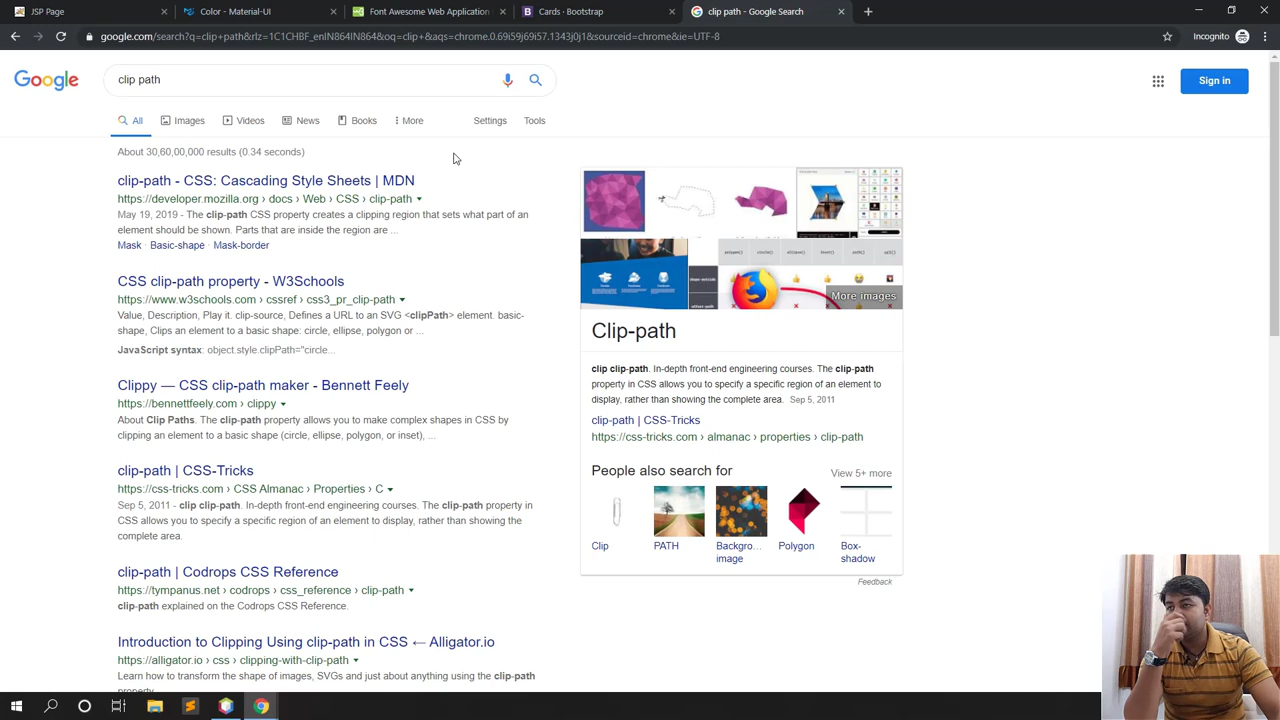 JSP Page
Color - Material-UI
Font Awesome Web Application
Cards · Bootstrap
clip path - Google Search
google.com/search?q=clip+path&rlz=1C1CHBF_enIN864IN864&oq=clip+&aqs=chrome.0.69i59j69i57.1343j0j1&sourceid=chrome&ie=UTF-8
Incognito
Google
clip path
Sign in
All
Images
Videos
News
Books
More
Settings
Tools
About 30,60,00,000 results (0.34 seconds)
clip-path - CSS: Cascading Style Sheets | MDN
https://developer.mozilla.org › docs › Web › CSS › clip-path
May 19, 2019 - The clip-path CSS property creates a clipping region that sets what part of an
element should be shown. Parts that are inside the region are ...
Mask · Basic-shape · Mask-border
CSS clip-path property - W3Schools
https://www.w3schools.com › cssref › css3_pr_clip-path
Value, Description, Play it. clip-source, Defines a URL to an SVG <clipPath> element. basic-
shape, Clips an element to a basic shape: circle, ellipse, polygon or ...
JavaScript syntax: object.style.clipPath="circle...
Clippy — CSS clip-path maker - Bennett Feely
https://bennettfeely.com › clippy
About Clip Paths. The clip-path property allows you to make complex shapes in CSS by
clipping an element to a basic shape (circle, ellipse, polygon, or inset), ...
clip-path | CSS-Tricks
https://css-tricks.com › CSS Almanac › Properties › C
Sep 5, 2011 - clip clip-path. In-depth front-end engineering courses. The clip-path property in
CSS allows you to specify a specific region of an element to display, rather than showing the
complete area.
clip-path | Codrops CSS Reference
https://tympanus.net › codrops › css_reference › clip-path
clip-path explained on the Codrops CSS Reference.
Introduction to Clipping Using clip-path in CSS ← Alligator.io
https://alligator.io › css › clipping-with-clip-path
Learn how to transform the shape of images, SVGs and just about anything using the clip-path
property
More images
Clip-path
clip clip-path. In-depth front-end engineering courses. The clip-path
property in CSS allows you to specify a specific region of an element to
display, rather than showing the complete area. Sep 5, 2011
clip-path | CSS-Tricks
https://css-tricks.com › almanac › properties › clip-path
People also search for
View 5+ more
Clip
PATH
Backgro...
image
Polygon
Box-
shadow
Feedback